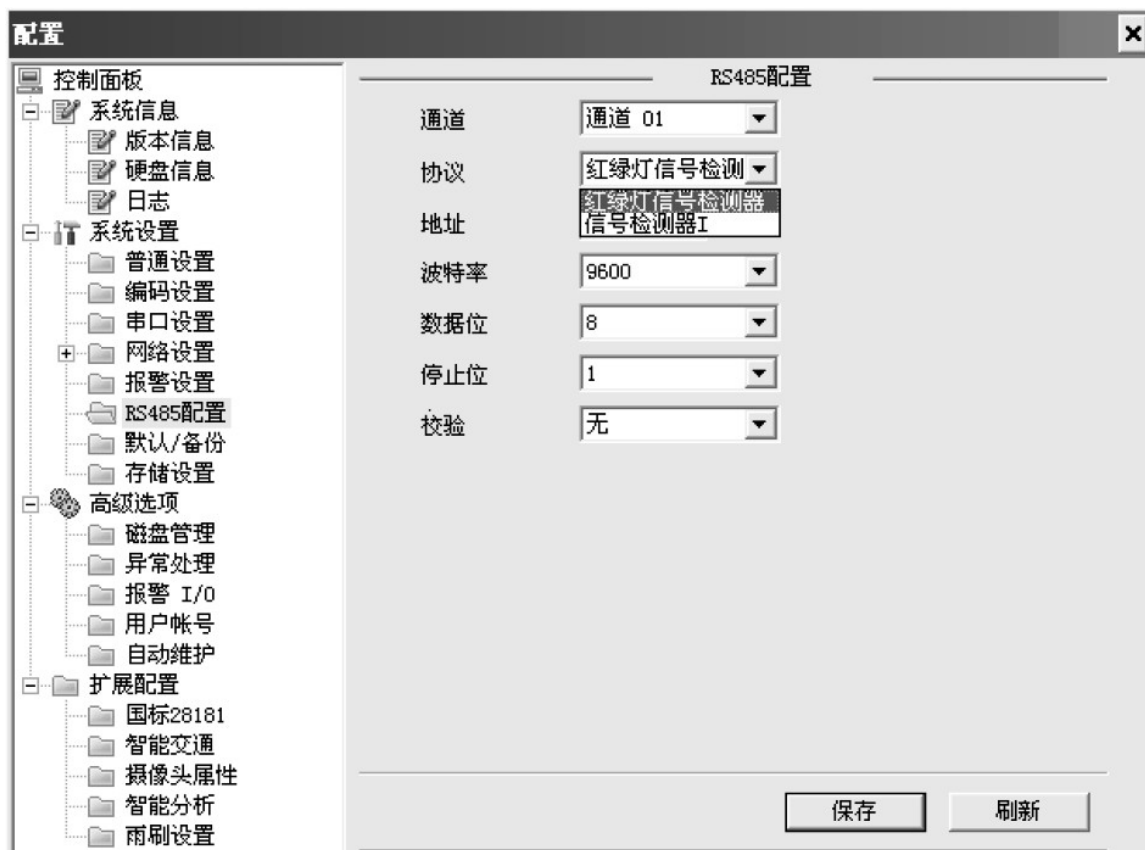 配置
控制面板
系统信息
版本信息
硬盘信息
日志
系统设置
普通设置
编码设置
串口设置
网络设置
报警设置
RS485配置
默认/备份
存储设置
高级选项
磁盘管理
异常处理
报警 I/O
用户帐号
自动维护
扩展配置
国标28181
智能交通
摄像头属性
智能分析
雨刷设置
RS485配置
通道 通道 01
协议 红绿灯信号检测
红绿灯信号检测器
信号检测器I
地址
波特率 9600
数据位 8
停止位 1
校验 无
保存 刷新